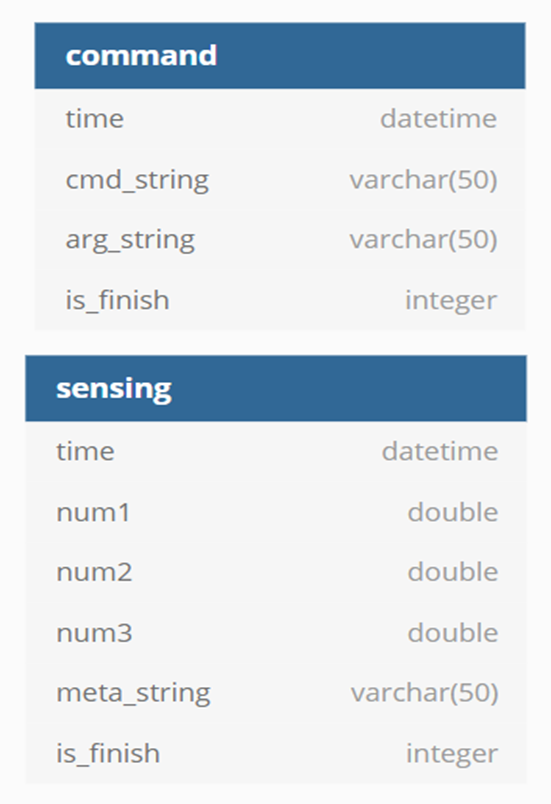 command
time datetime
cmd_string varchar(50)
arg_string varchar(50)
is_finish integer
sensing
time datetime
num1 double
num2 double
num3 double
meta_string varchar(50)
is_finish integer